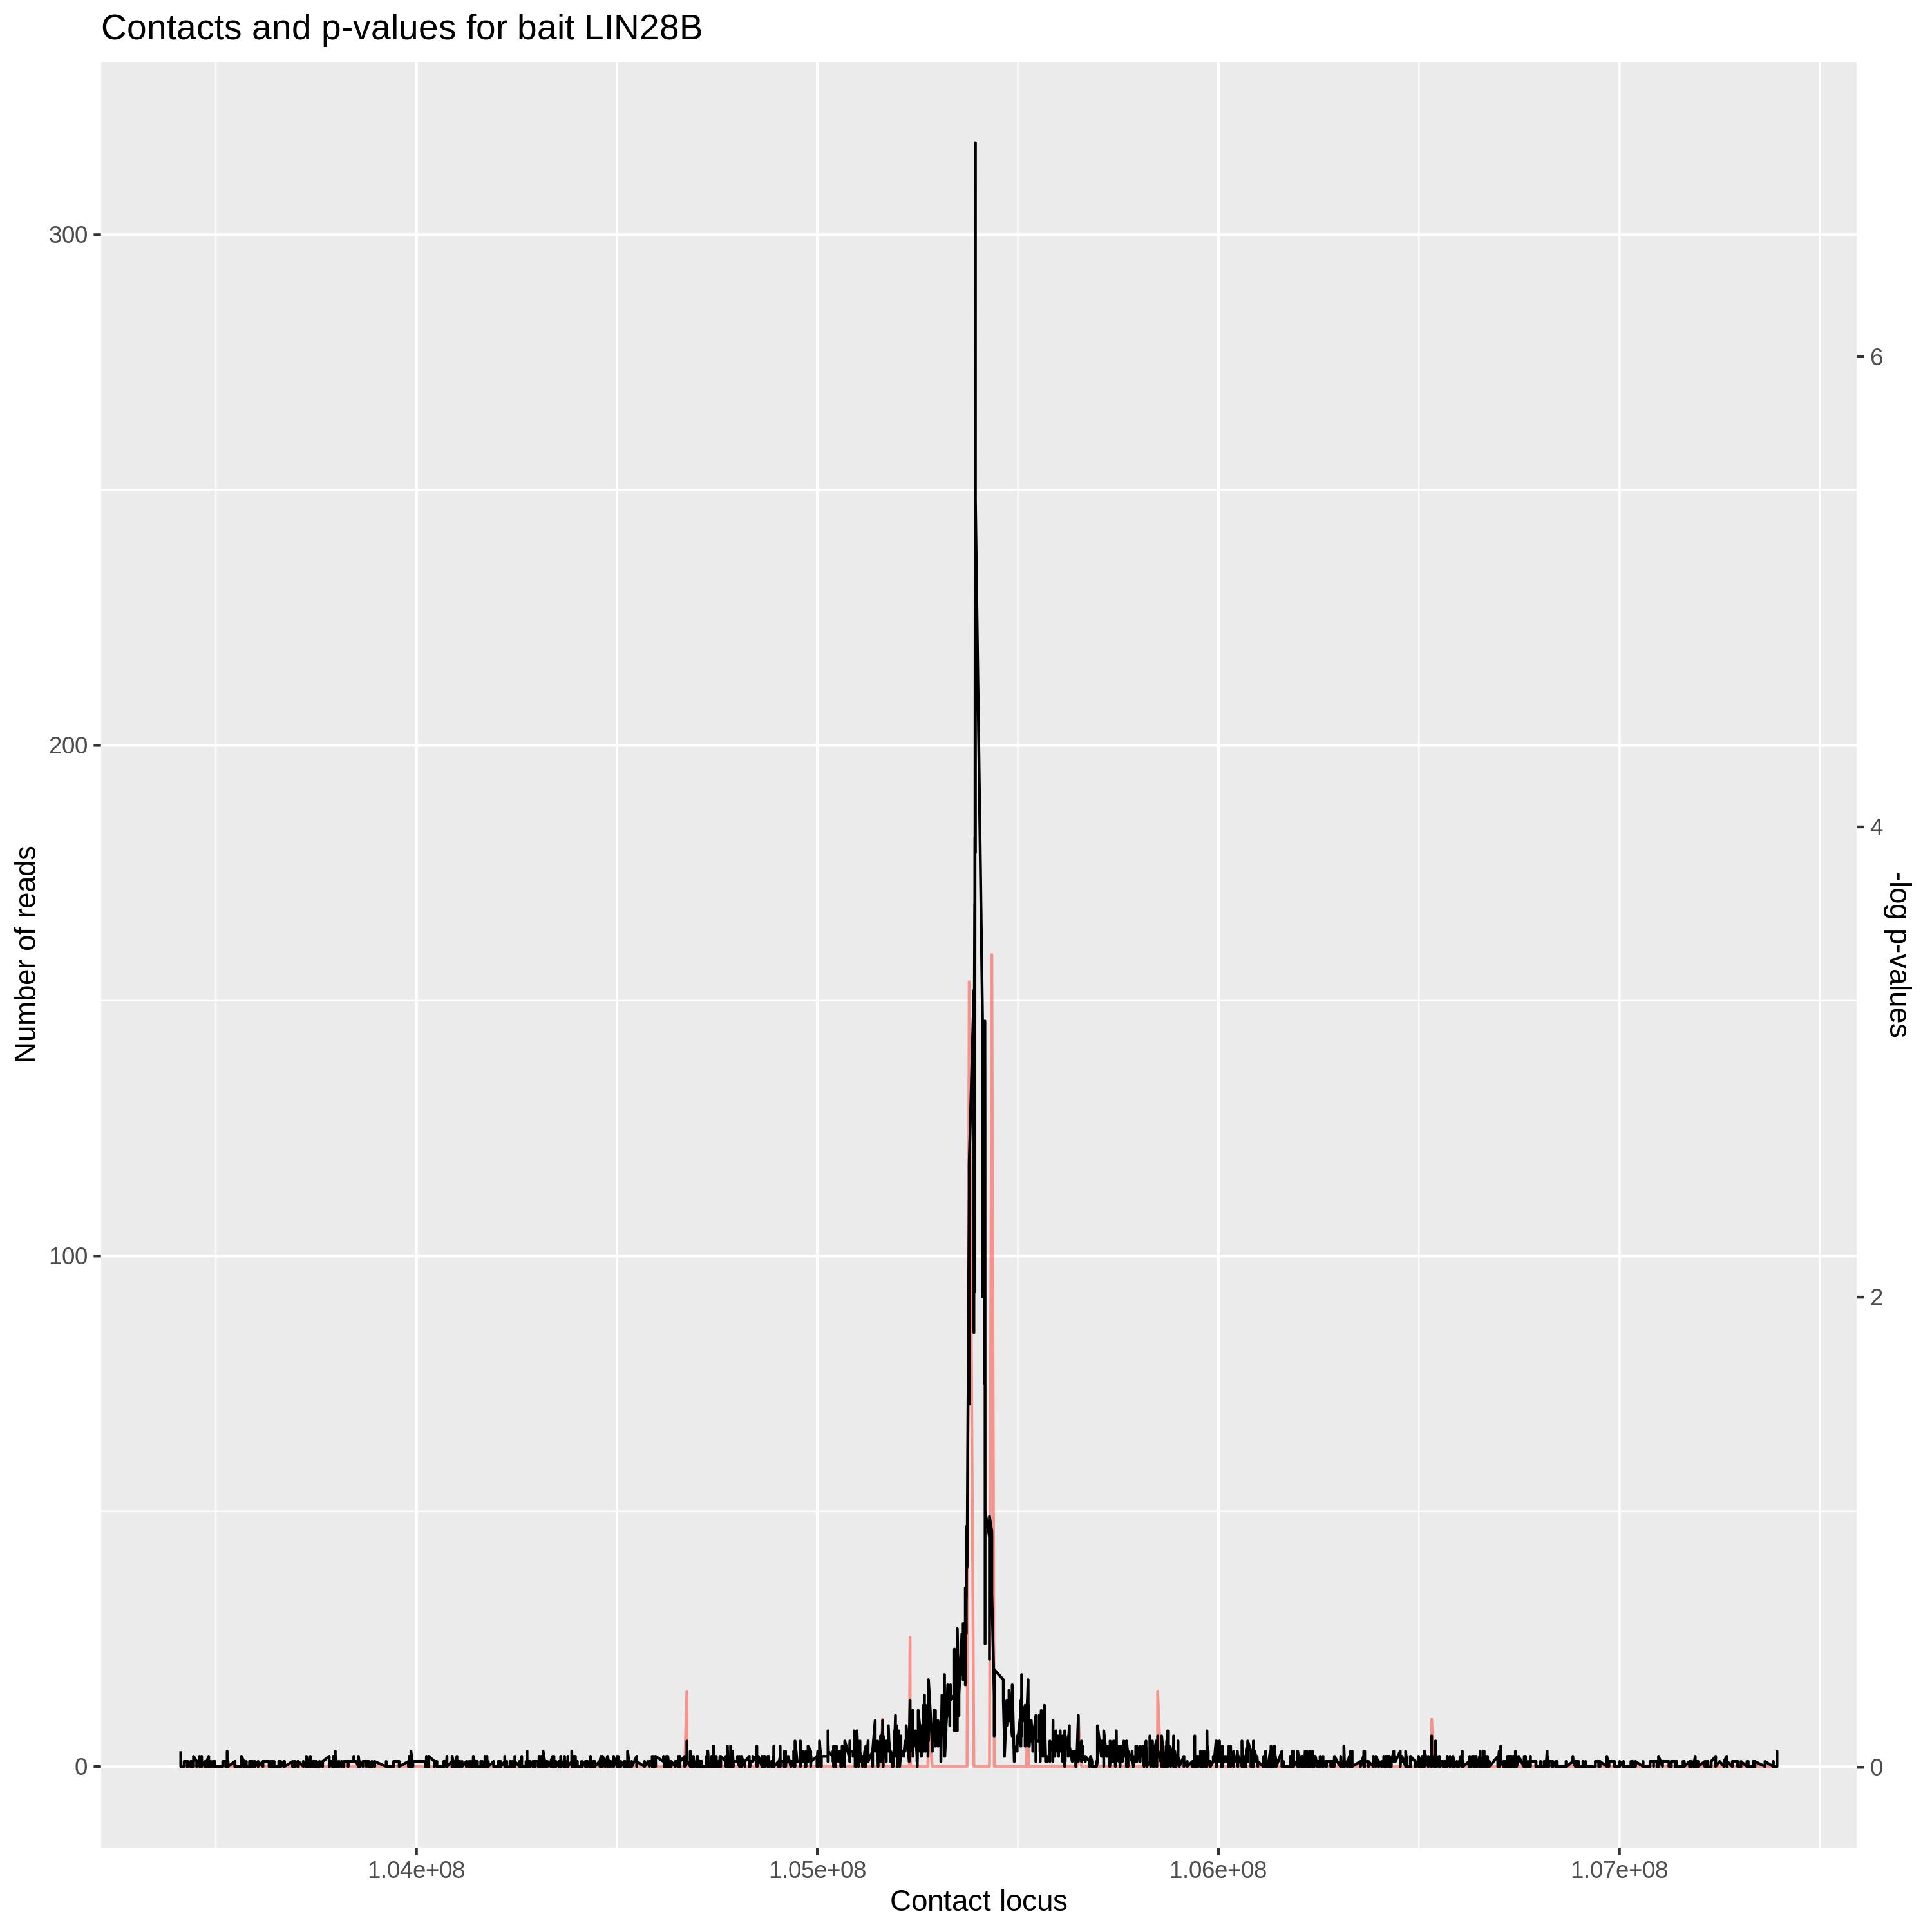 Contacts and p-values for bait LIN28B
300
200
100
0
Number of reads
6
4
2
0
-log p-values
1.04e+08
1.05e+08
1.06e+08
1.07e+08
Contact locus